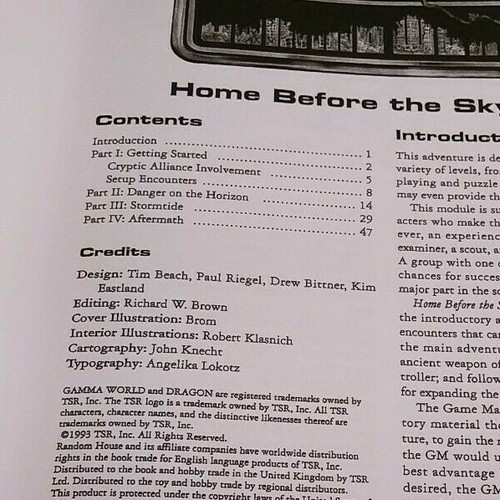 Home Before the Sky
Contents
Introduction ........ 1
Part I: Getting Started ........ 2
Cryptic Alliance Involvement ........ 5
Setup Encounters ........ 8
Part II: Danger on the Horizon ........ 14
Part III: Stormtide ........ 29
Part IV: Aftermath ........ 47
Credits
Design: Tim Beach, Paul Riegel, Drew Bittner, Kim
Eastland
Editing: Richard W. Brown
Cover Illustration: Brom
Interior Illustrations: Robert Klasnich
Cartography: John Knecht
Typography: Angelika Lokotz
GAMMA WORLD and DRAGON are registered trademarks owned by
TSR, Inc. The TSR logo is a trademark owned by TSR, Inc. All TSR
characters, character names, and the distinctive likenesses thereof are
trademarks owned by TSR, Inc.
©1993 TSR, Inc. All Rights Reserved.
Random House and its affiliate companies have worldwide distribution
rights in the book trade for English language products of TSR, Inc.
Distributed to the book and hobby trade in the United Kingdom by TSR
Ltd. Distributed to the toy and hobby trade by regional distributors.
This product is protected under the copyright laws of the
Introduct
This adventure is de
variety of levels, fro
playing and puzzle
may even provide th
This module is su
acters who make th
ever, an experienc
examiner, a scout, a
A group with one o
chances for succes
major part in the so
Home Before the S
the introductory a
encounters that car
the main advent
ancient weapon of
troller; and follow
for expanding the
The Game Ma
tory material the
ture, to gain the
the GM would u
best advantage
desired, the GM